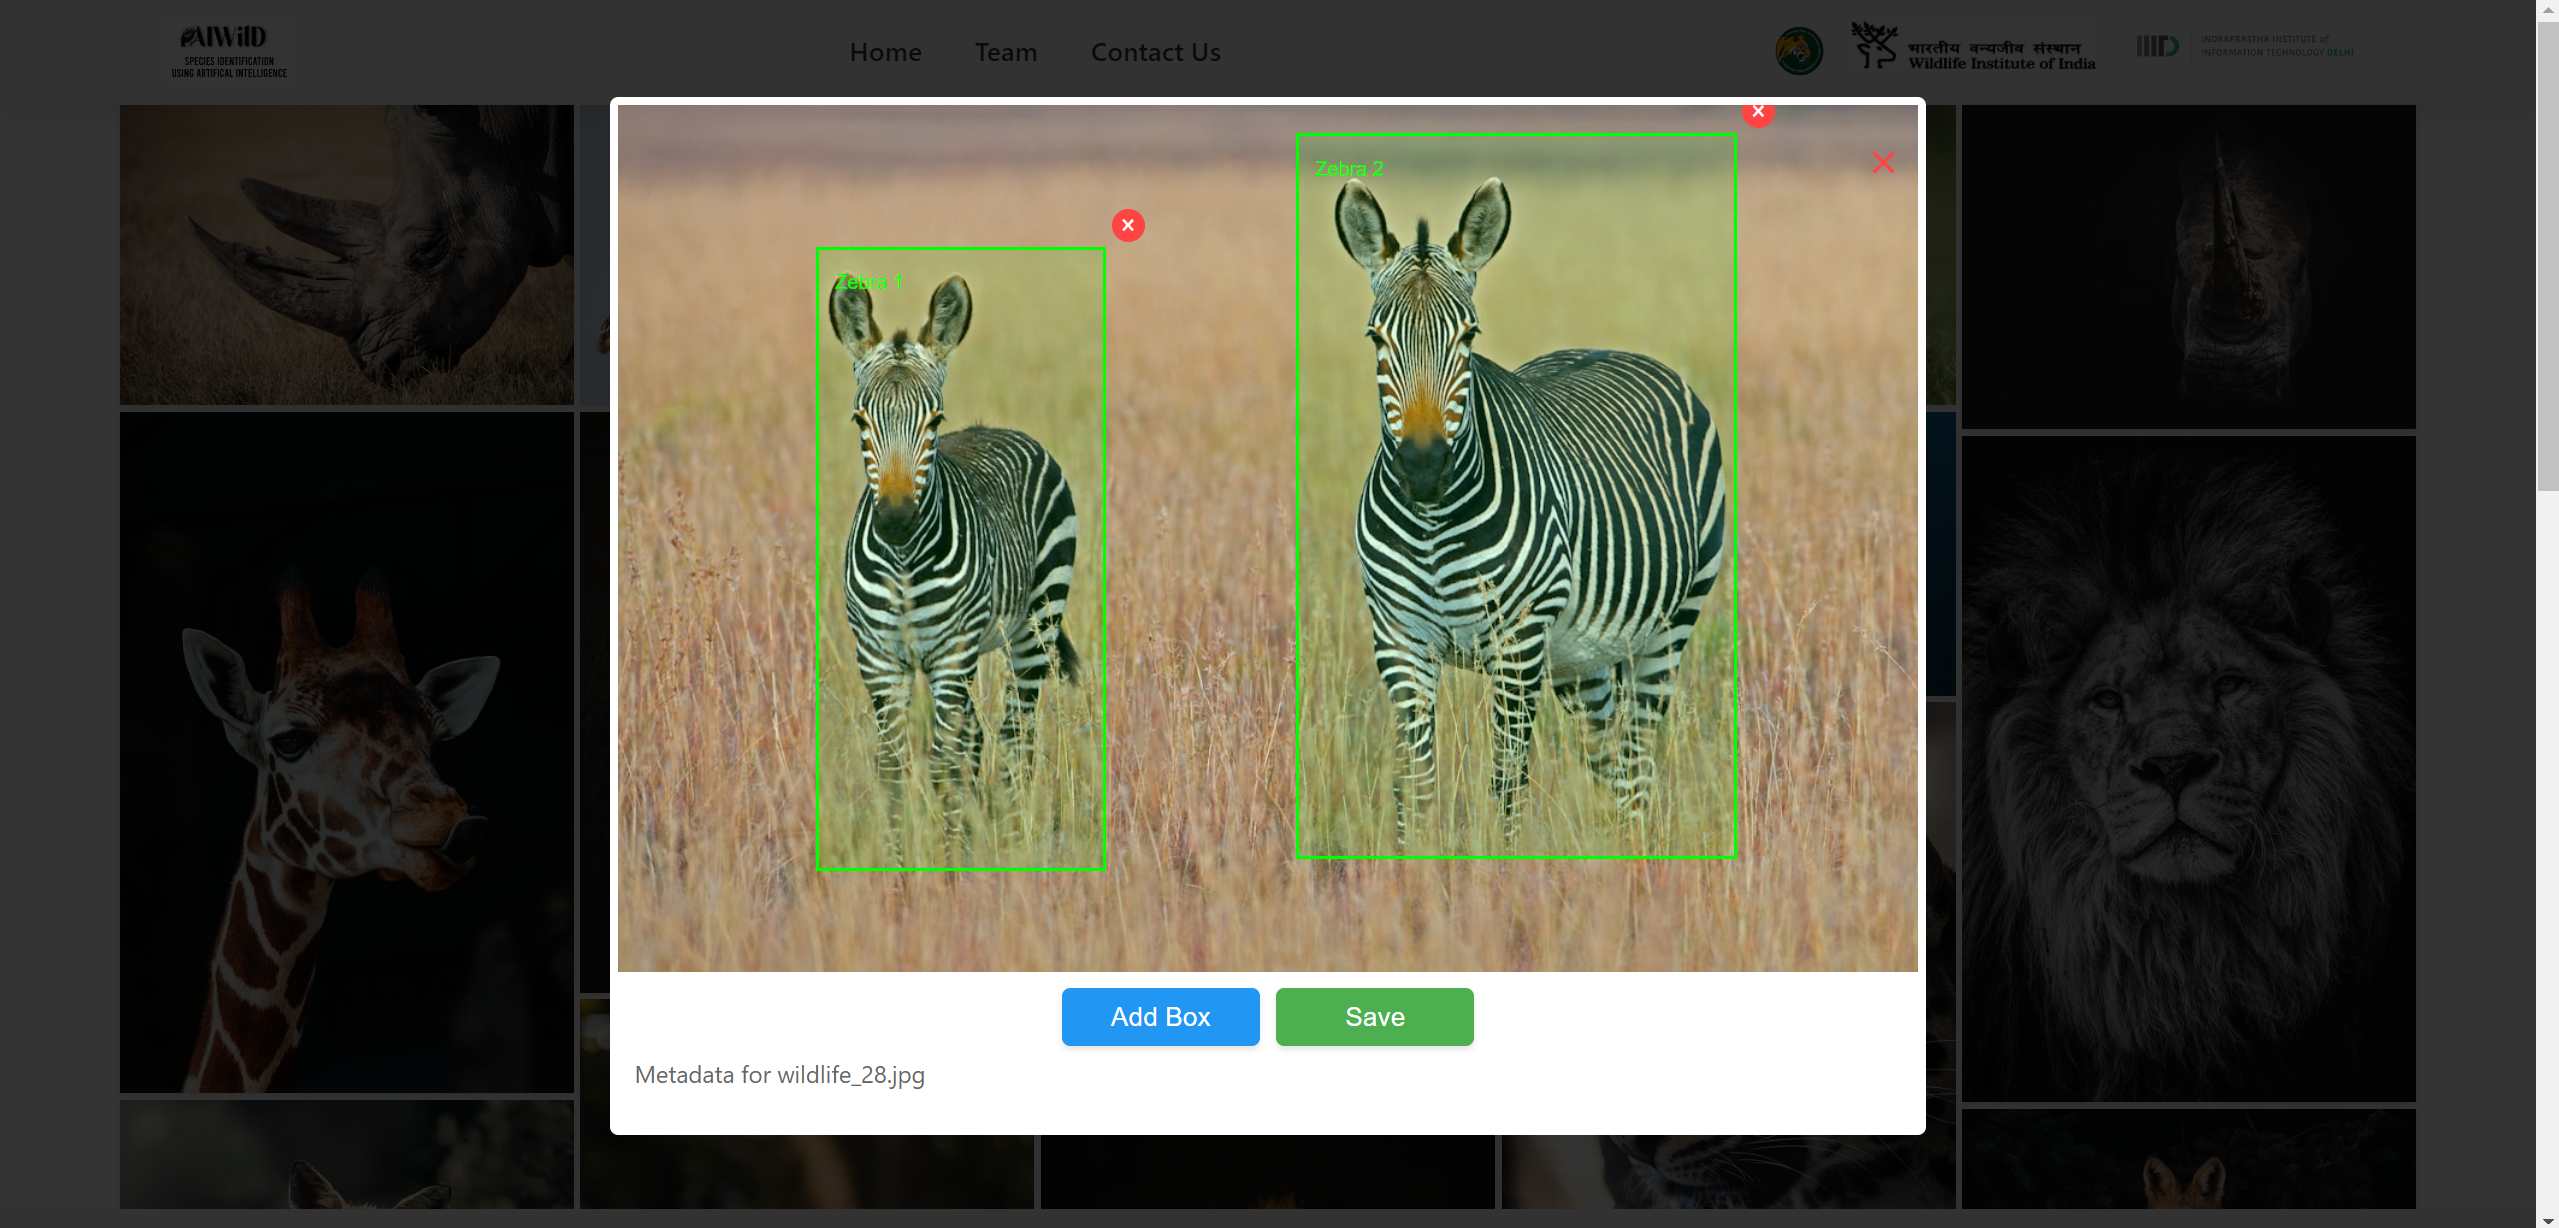 AIWilD
SPECIES IDENTIFICATION
USING ARTIFICAL INTELLIGENCE
Home
Team
Contact Us
भारतीय वन्यजीव संस्थान
Wildlife Institute of India
IIITD
INDRAPRASTHA INSTITUTE of
INFORMATION TECHNOLOGY DELHI
Zebra 2
Zebra 1
Add Box
Save
Metadata for wildlife_28.jpg